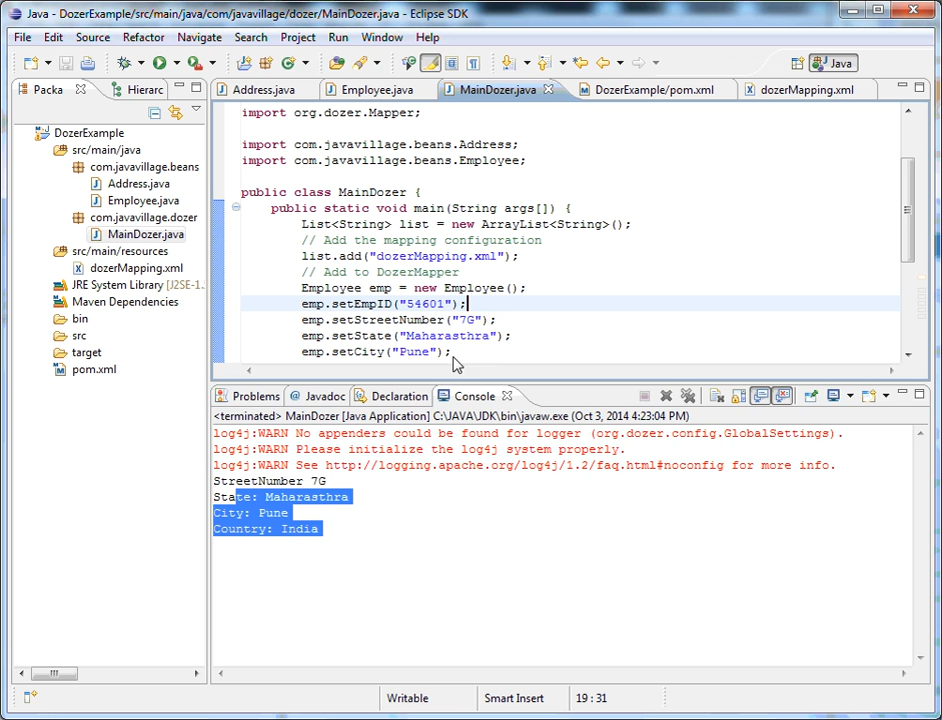 Java - DozerExample/src/main/java/com/javavillage/dozer/MainDozer.java - Eclipse SDK
File Edit Source Refactor Navigate Search Project Run Window Help
Java
Packa Hierarc
DozerExample
src/main/java
com.javavillage.beans
Address.java
Employee.java
com.javavillage.dozer
MainDozer.java
src/main/resources
dozerMapping.xml
JRE System Library [J2SE-1.
Maven Dependencies
bin
src
target
pom.xml
Address.java Employee.java MainDozer.java DozerExample/pom.xml dozerMapping.xml
import org.dozer.Mapper;
import com.javavillage.beans.Address;
import com.javavillage.beans.Employee;
public class MainDozer {
public static void main(String args[]) {
List<String> list = new ArrayList<String>();
// Add the mapping configuration
list.add("dozerMapping.xml");
// Add to DozerMapper
Employee emp = new Employee();
emp.setEmpID("54601");
emp.setStreetNumber("7G");
emp.setState("Maharasthra");
emp.setCity("Pune");
Problems Javadoc Declaration Console
<terminated> MainDozer [Java Application] C:\JAVA\JDK\bin\javaw.exe (Oct 3, 2014 4:23:04 PM)
log4j:WARN No appenders could be found for logger (org.dozer.config.GlobalSettings).
log4j:WARN Please initialize the log4j system properly.
log4j:WARN See http://logging.apache.org/log4j/1.2/faq.html#noconfig for more info.
StreetNumber 7G
State: Maharasthra
City: Pune
Country: India
Writable Smart Insert 19 : 31